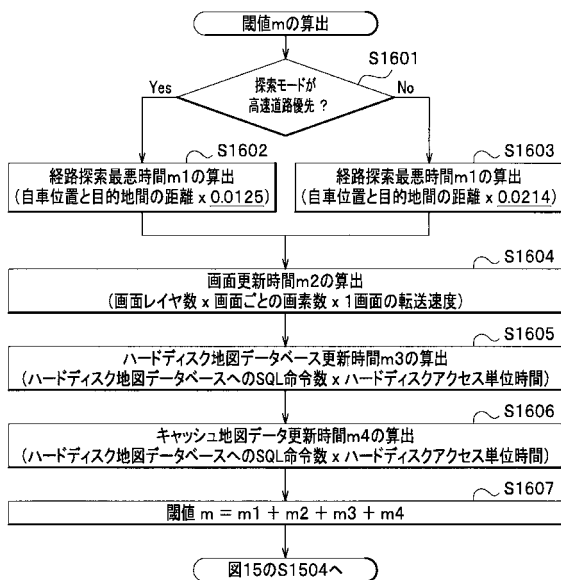 閾値mの算出
S1601
Yes
探索モードが
高速道路優先 ?
No
S1602
経路探索最悪時間m1の算出
(自車位置と目的地間の距離 x 0.0125)
S1603
経路探索最悪時間m1の算出
(自車位置と目的地間の距離 x 0.0214)
S1604
画面更新時間m2の算出
(画面レイヤ数 x 画面ごとの画素数 x 1画面の転送速度)
S1605
ハードディスク地図データベース更新時間m3の算出
(ハードディスク地図データベースへのSQL命令数 x ハードディスクアクセス単位時間)
S1606
キャッシュ地図データ更新時間m4の算出
(ハードディスク地図データベースへのSQL命令数 x ハードディスクアクセス単位時間)
S1607
閾値 m = m1 + m2 + m3 + m4
図15のS1504へ